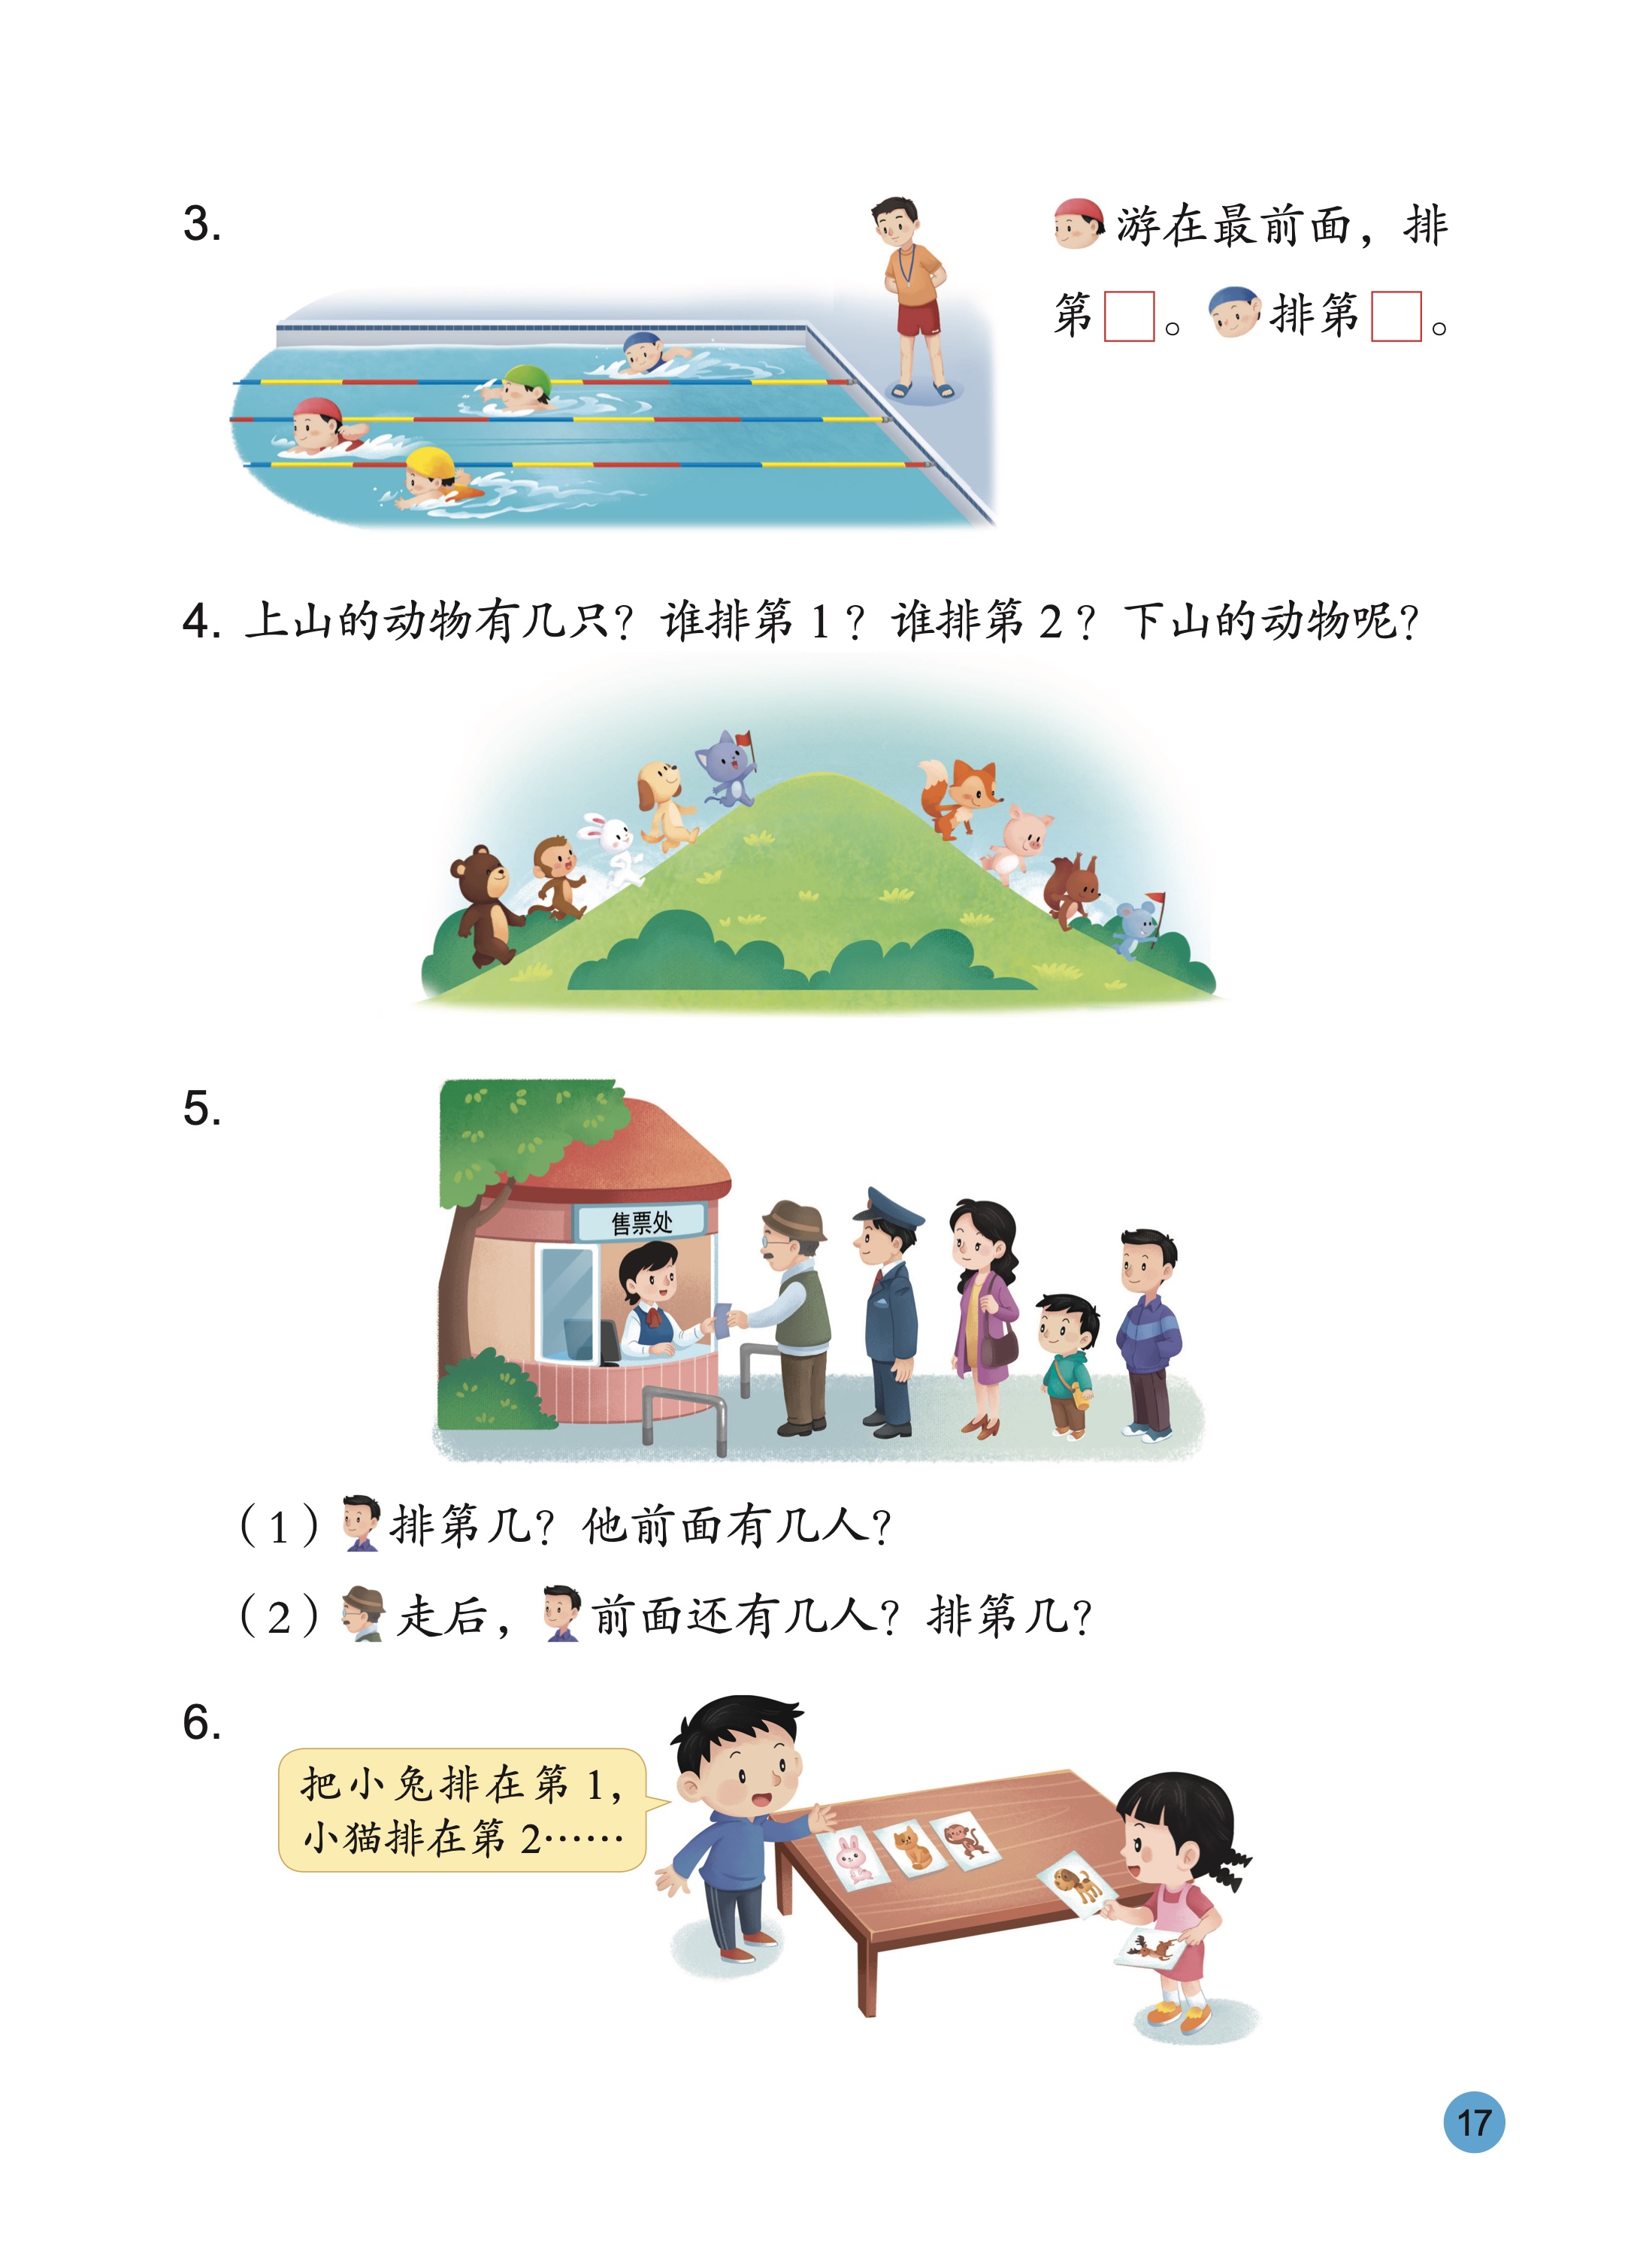 3.
游在最前面，排
第□。排第□。
4. 上山的动物有几只？谁排第1？谁排第2？下山的动物呢？
5.
售票处
（1）排第几？他前面有几人？
（2）走后，前面还有几人？排第几？
6.
把小兔排在第1，
小猫排在第2……
17